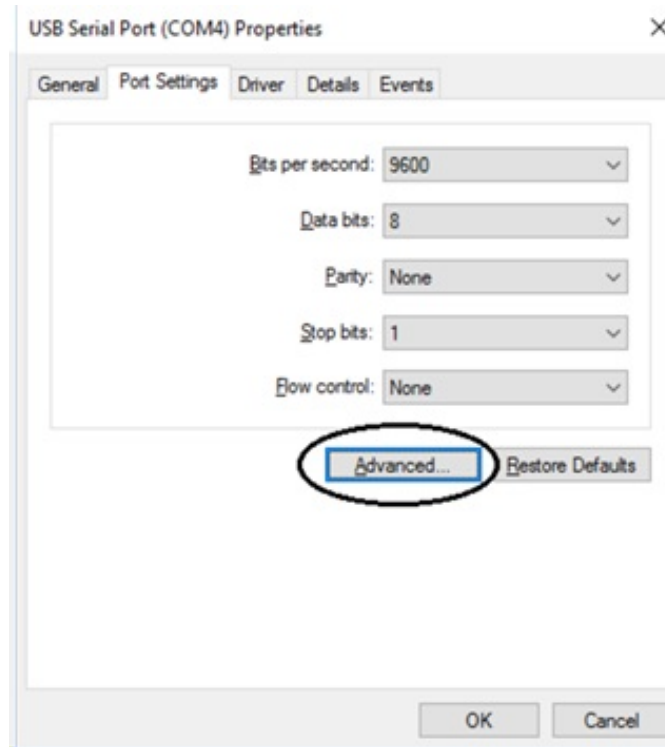 USB Serial Port (COM4) Properties
General Port Settings Driver Details Events
Bits per second: 9600
Data bits: 8
Parity: None
Stop bits: 1
Flow control: None
Advanced... Restore Defaults
OK Cancel